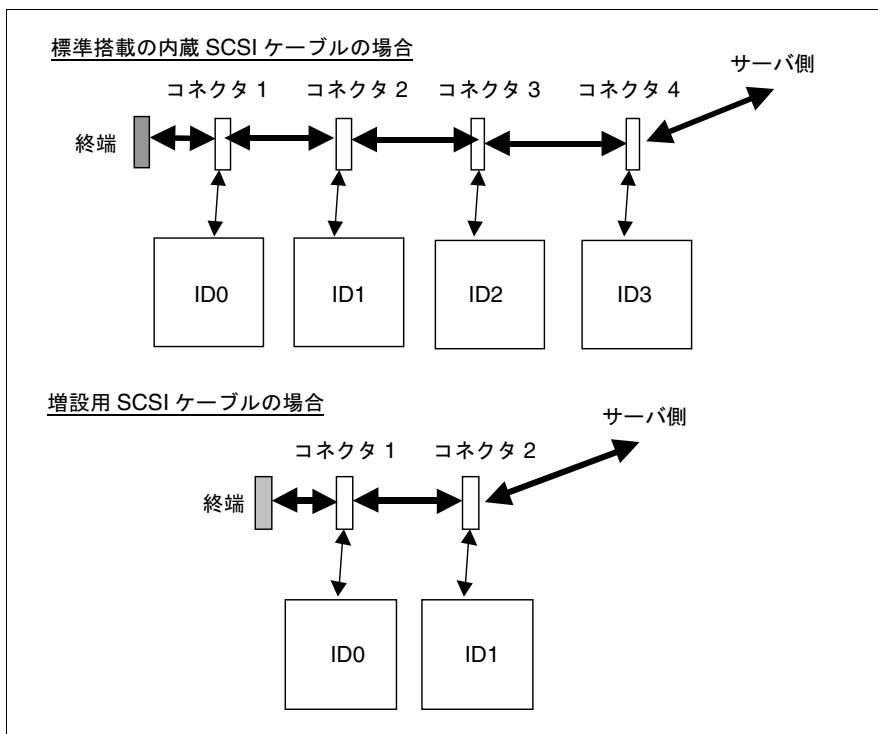 標準搭載の内蔵 SCSI ケーブルの場合
サーバ側
コネクタ 1 コネクタ 2 コネクタ 3 コネクタ 4
終端
ID0 ID1 ID2 ID3
増設用 SCSI ケーブルの場合
サーバ側
コネクタ 1 コネクタ 2
終端
ID0 ID1